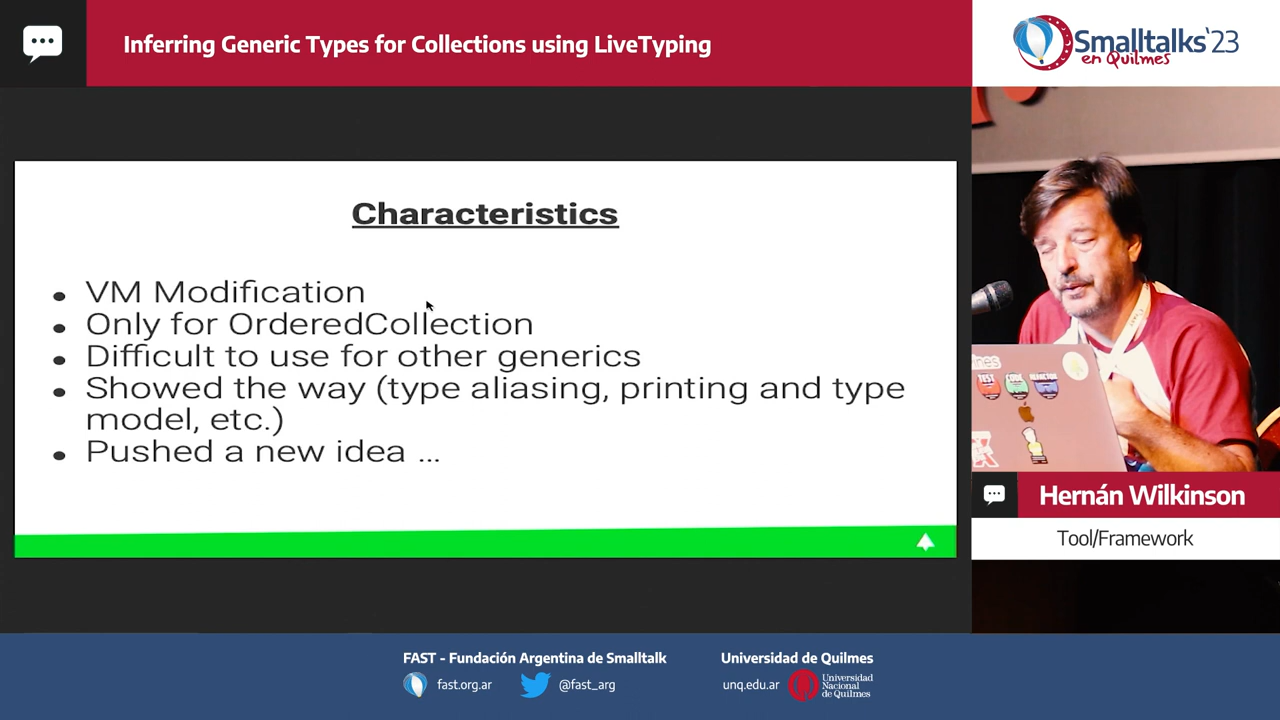 Inferring Generic Types for Collections using LiveTyping
Smalltalks'23
en Quilmes
Characteristics
● VM Modification
● Only for OrderedCollection
● Difficult to use for other generics
● Showed the way (type aliasing, printing and type
model, etc.)
● Pushed a new idea ...
TEST
CODE
Hernán Wilkinson
Tool/Framework
FAST - Fundación Argentina de Smalltalk
fast.org.ar
@fast_arg
Universidad de Quilmes
unq.edu.ar
Universidad
Nacional
de Quilmes